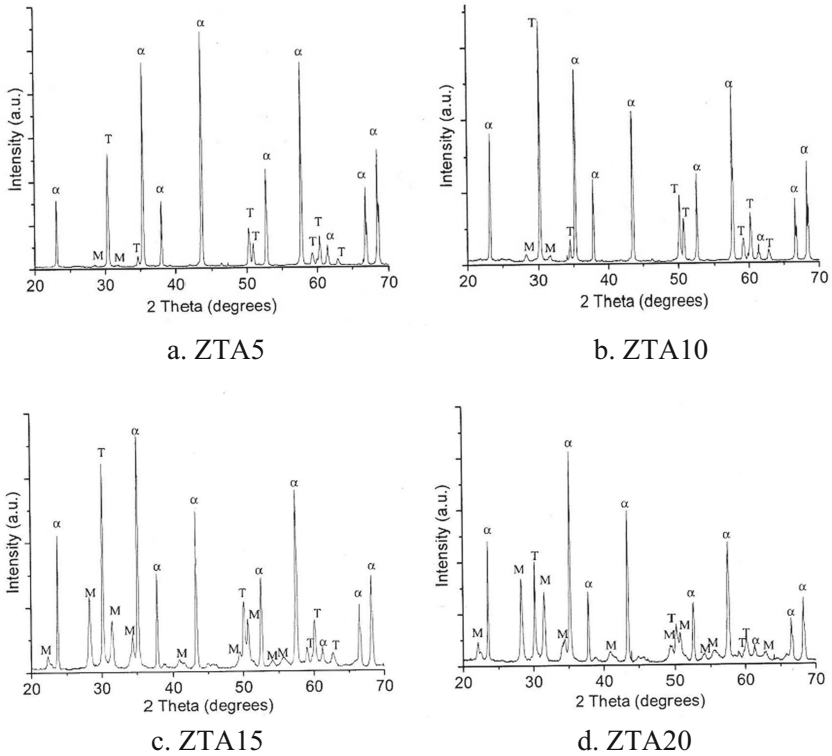 α
α
α
α
T
α
α
α
α
T
T
T
T
α
T
M
M
T
Intensity (a.u.)
20
30
40
50
60
70
2 Theta (degrees)
a. ZTA5
T
α
α
α
α
α
α
α
α
T
T
T
T
α
T
M
M
T
Intensity (a.u.)
20
30
40
50
60
70
2 Theta (degrees)
b. ZTA10
α
T
α
α
α
α
α
α
α
M
M
M
M
M
T
M
M
M
M
T
T
α
T
Intensity (a.u.)
20
30
40
50
60
70
2 Theta (degrees)
c. ZTA15
α
α
α
α
α
α
α
α
M
T
M
M
M
M
M
T
M
M
M
T
T
α
M
Intensity (a.u.)
20
30
40
50
60
70
2 Theta (degrees)
d. ZTA20